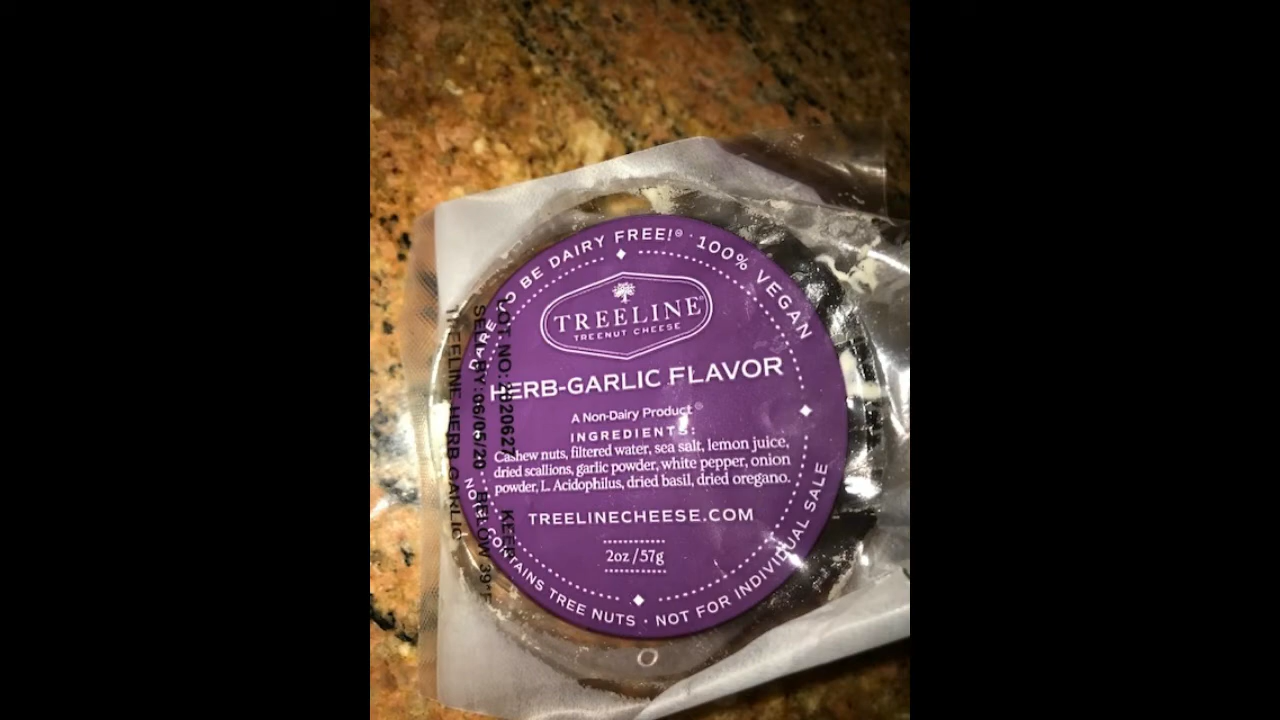 DARE TO BE DAIRY FREE!® · 100% VEGAN
TREELINE®
TREENUT CHEESE
HERB-GARLIC FLAVOR
A Non-Dairy Product®
INGREDIENTS:
Cashew nuts, filtered water, sea salt, lemon juice,
dried scallions, garlic powder, white pepper, onion
powder, L. Acidophilus, dried basil, dried oregano.
TREELINECHEESE.COM
2oz/57g
CONTAINS TREE NUTS · NOT FOR INDIVIDUAL SALE
TREELINE HERB GARLIC
SELL BY:06/05/20 BELOW 39°F
LOT NO: KEEP